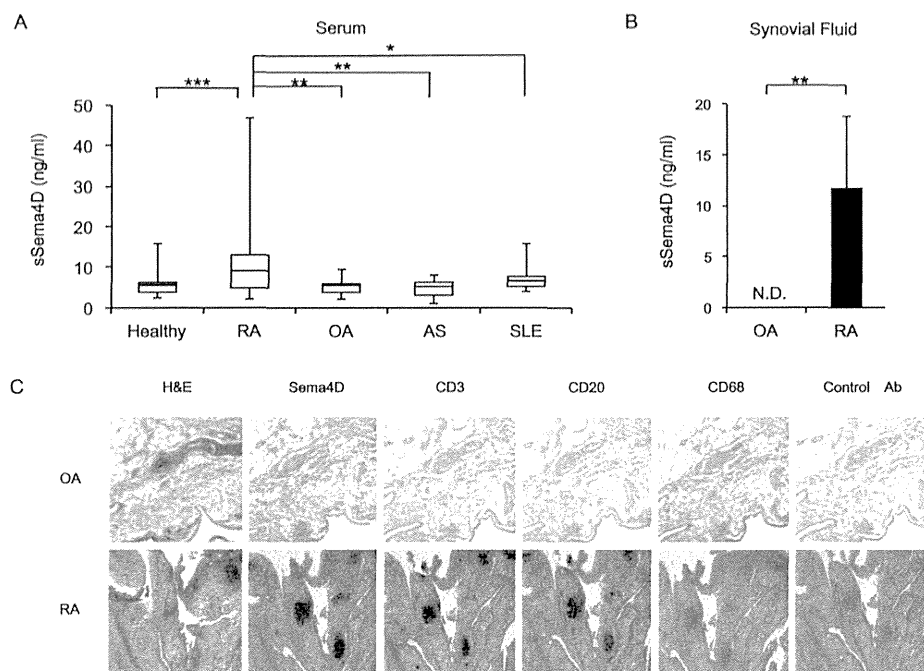 A
Serum
*
**
***
**
50
40
30
20
10
0
sSema4D (ng/ml)
Healthy RA OA AS SLE
B
Synovial Fluid
**
20
15
10
5
0
sSema4D (ng/ml)
N.D.
OA RA
C
H&E Sema4D CD3 CD20 CD68 Control Ab
OA
RA